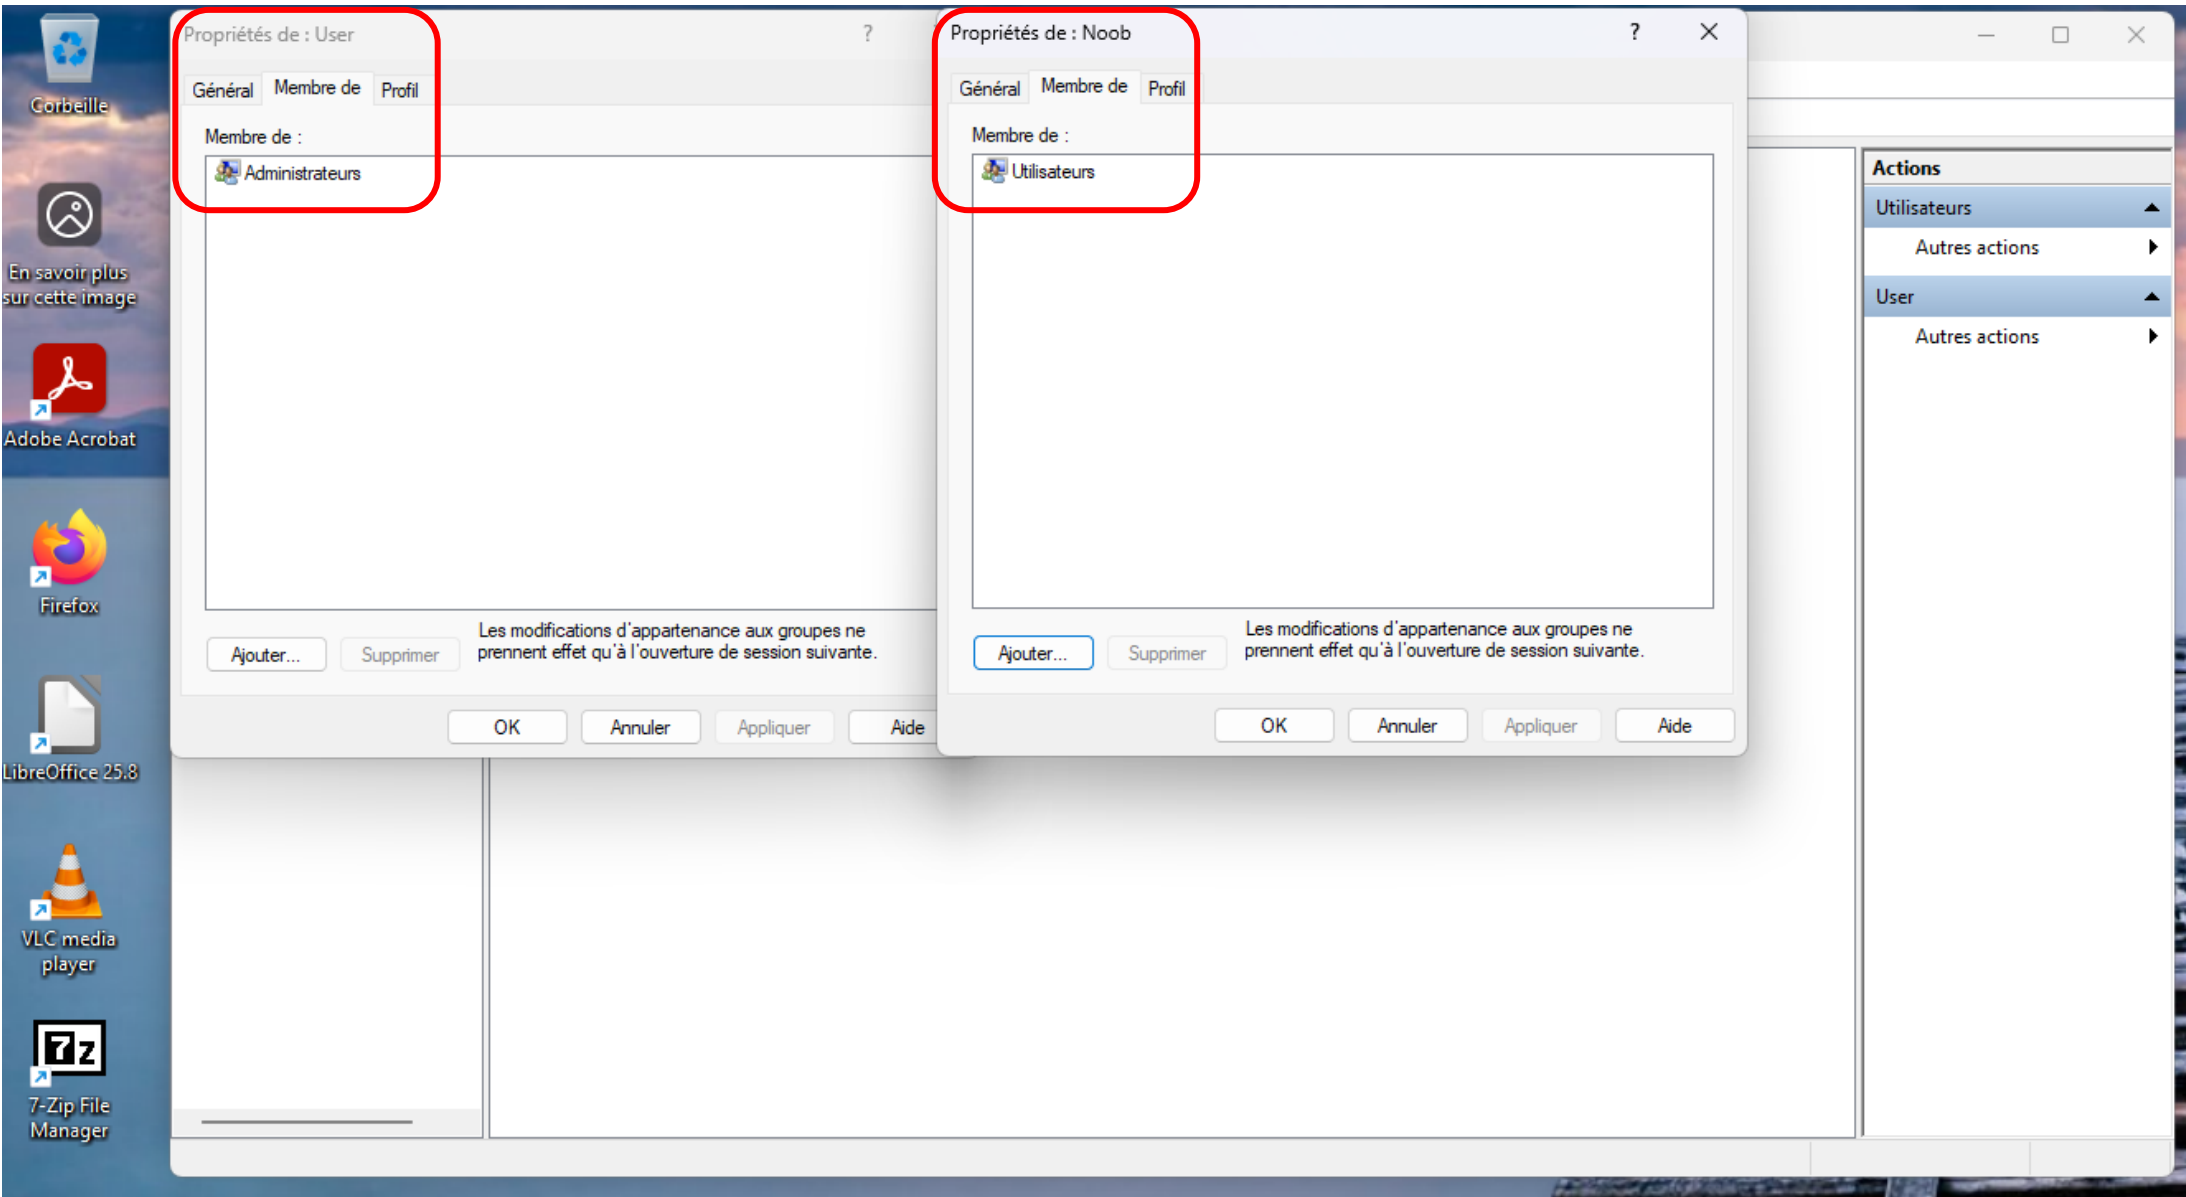 Corbeille
En savoir plus
sur cette image
Adobe Acrobat
Firefox
LibreOffice 25.8
VLC media
player
7-Zip File
Manager
Propriétés de : User
?
Général Membre de Profil
Membre de :
Administrateurs
Ajouter... Supprimer
Les modifications d'appartenance aux groupes ne
prennent effet qu'à l'ouverture de session suivante.
OK Annuler Appliquer Aide
Propriétés de : Noob
?
Général Membre de Profil
Membre de :
Utilisateurs
Ajouter... Supprimer
Les modifications d'appartenance aux groupes ne
prennent effet qu'à l'ouverture de session suivante.
OK Annuler Appliquer Aide
Actions
Utilisateurs
Autres actions
User
Autres actions